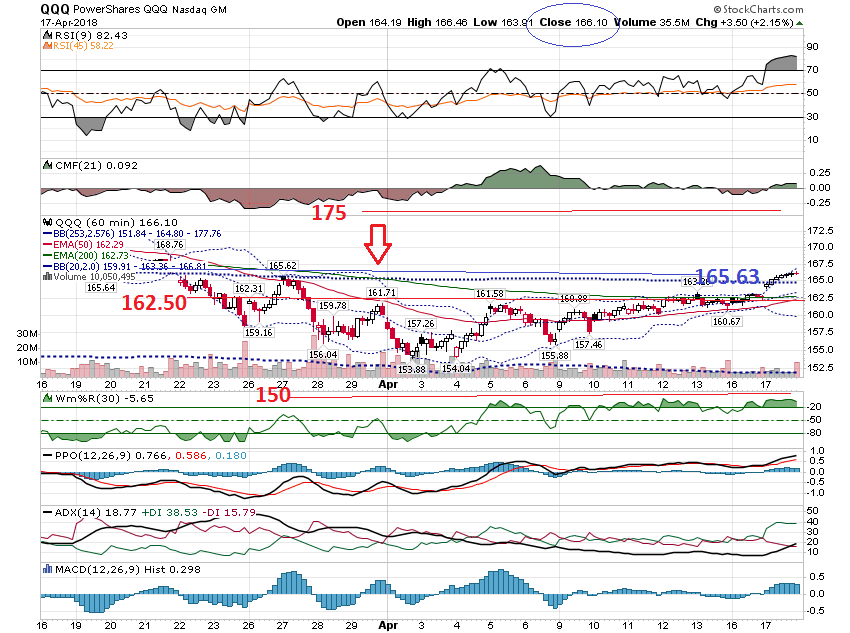 QQQ PowerShares QQQ Nasdaq GM © StockCharts.com
17-Apr-2018 Open 164.19 High 166.46 Low 163.91 Close 166.10 Volume 35.5M Chg +3.50 (+2.15%)
RSI(9) 82.43
RSI(45) 58.22
90
70
50
30
10
CMF(21) 0.092
0.25
0.00
-0.25
175
QQQ (60 min) 166.10
BB(253,2.576) 151.84 - 164.80 - 177.76
EMA(50) 162.29
EMA(200) 162.73
BB(20,2.0) 159.91 - 163.36 - 166.81
Volume 10,050,495
172.5
170.0
167.5
165.0
162.5
160.0
157.5
155.0
152.5
30M
20M
10M
168.76
165.64
162.50
162.31
159.16
165.62
156.04
159.78
161.71
153.88
157.26
154.04
161.58
155.88
160.88
157.46
165.63
160.67
16 19 20 21 22 23 26 27 28 29 Apr 3 4 5 6 9 10 11 12 13 16 17
150
Wm%R(30) -5.65
-20
-50
-80
PPO(12,26,9) 0.766, 0.586, 0.180
1.0
0.5
0.0
-0.5
-1.0
ADX(14) 18.77 +DI 38.53 -DI 15.79
50
40
30
20
10
MACD(12,26,9) Hist 0.298
0.5
0.0
-0.5
16 19 20 21 22 23 26 27 28 29 Apr 3 4 5 6 9 10 11 12 13 16 17